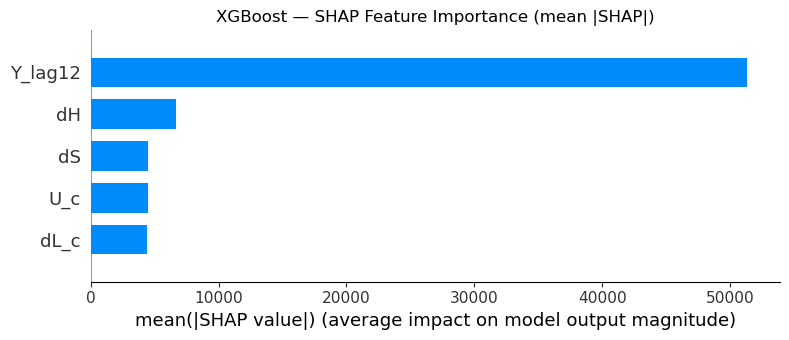 XGBoost — SHAP Feature Importance (mean |SHAP|)
Y_lag12
dH
dS
U_c
dL_c
0 10000 20000 30000 40000 50000
mean(|SHAP value|) (average impact on model output magnitude)